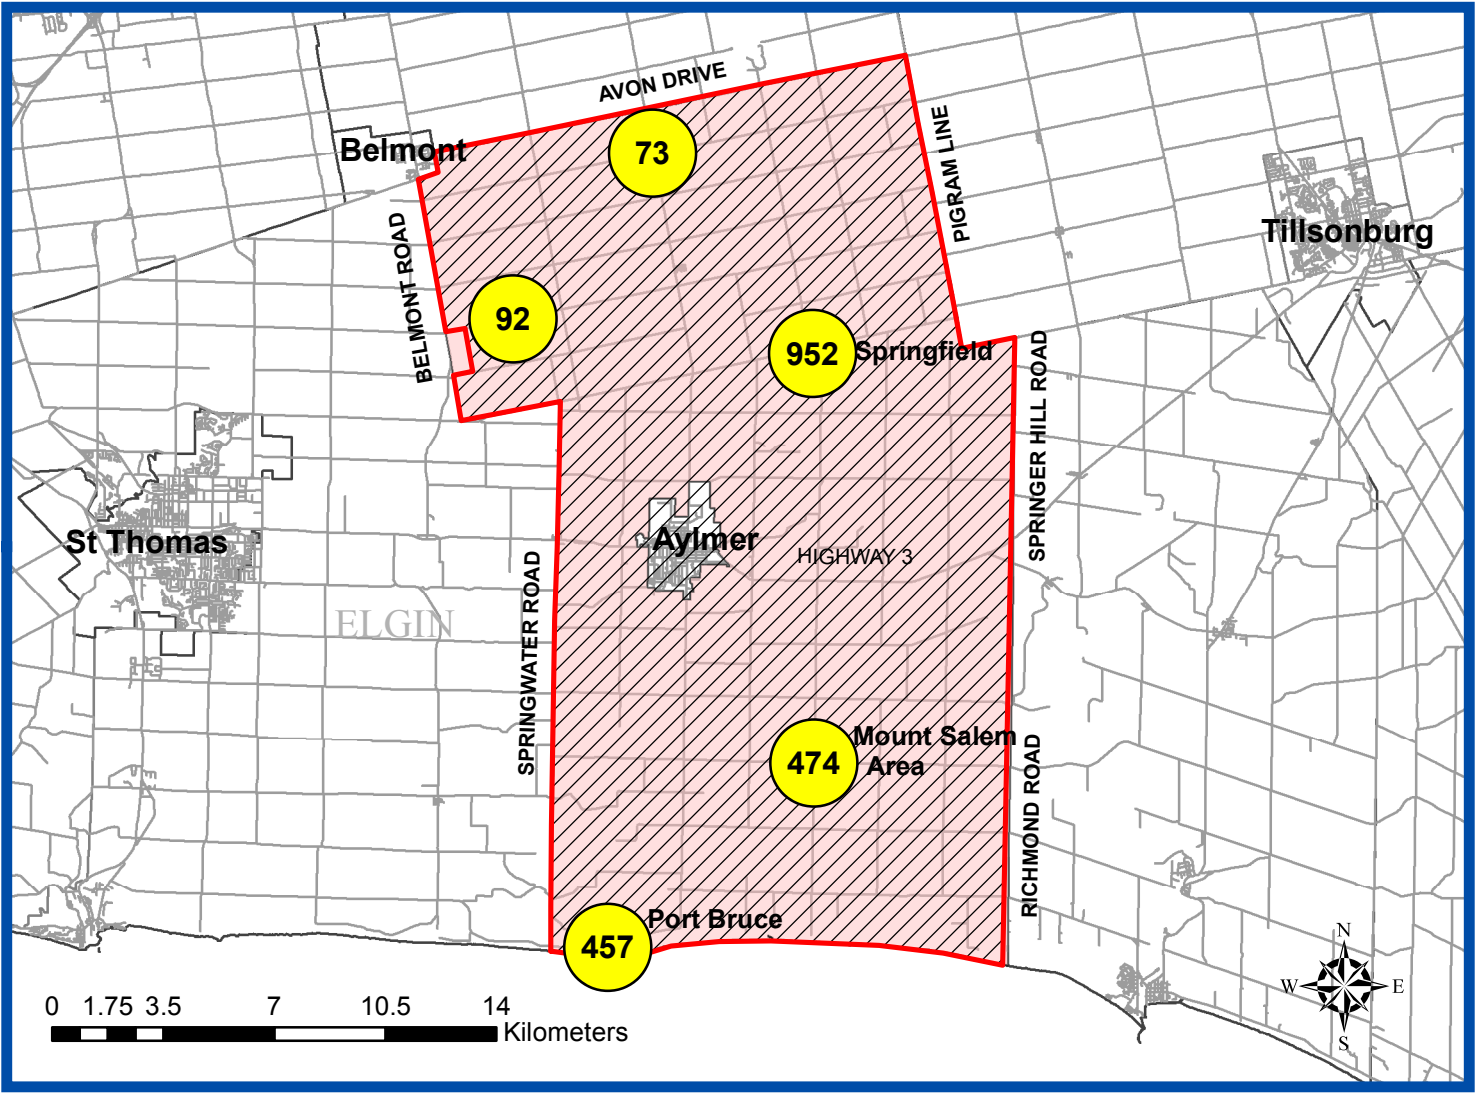 AVON DRIVE
Belmont
73
PIGRAM LINE
Tillsonburg
BELMONT ROAD
92
952
Springfield
SPRINGER HILL ROAD
St Thomas
Aylmer
HIGHWAY 3
ELGIN
SPRINGWATER ROAD
474
Mount Salem
Area
RICHMOND ROAD
Port Bruce
457
N
W
E
S
0 1.75 3.5 7 10.5 14
Kilometers